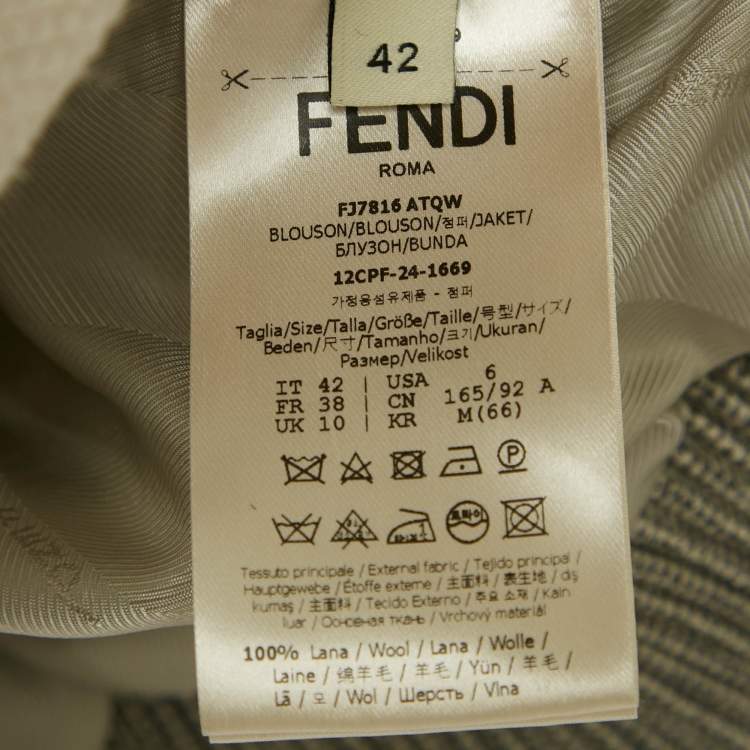 42
FENDI
ROMA
FJ7816 ATQW
BLOUSON/BLOUSON/점퍼/JAKET/
БЛУЗОН/BUNDA
12CPF-24-1669
가정용섬유제품 - 점퍼
Taglia/Size/Talla/Größe/Taille/号型/サイズ/
Beden/尺寸/Tamanho/크기/Ukuran/
Размер/Velikost
IT 42 | USA 6
FR 38 | CN 165/92 A
UK 10 | KR M(66)
P
드라이
Tessuto principale / External fabric / Tejido principal /
Hauptgewebe / Étoffe externe / 主面料 / 表生地 / dış
kumaş / 主面料 / Tecido Externo / 주요 소재 / Kain
luar / Основная ткань / Vrchový materiál
100% Lana / Wool / Lana / Wolle /
Laine / 绵羊毛 / 羊毛 / Yün / 羊毛 /
Lã / 모 / Wol / Шерсть / Vlna